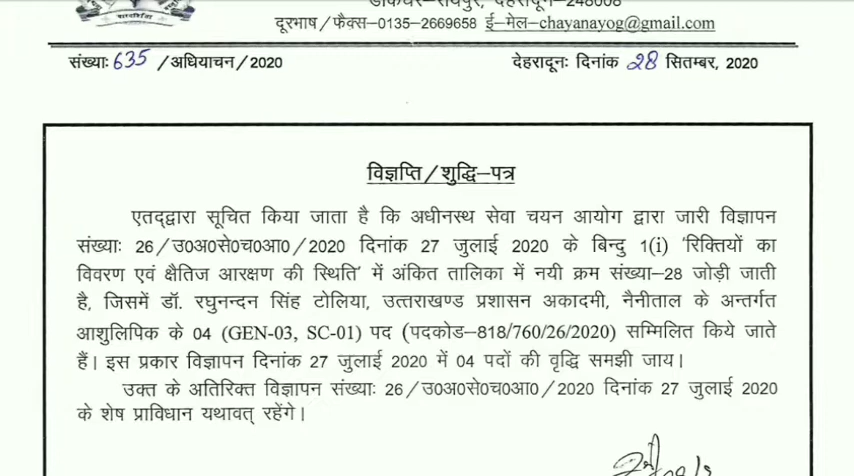 डाकघर–रायपुर, देहरादून–248008
दूरभाष/फैक्स–0135-2669658 ई–मेल–chayanayog@gmail.com
संख्याः 635 /अधियाचन/2020 देहरादूनः दिनांक 28 सितम्बर, 2020
विज्ञप्ति/शुद्धि–पत्र
एतद्द्वारा सूचित किया जाता है कि अधीनस्थ सेवा चयन आयोग द्वारा जारी विज्ञापन
संख्याः 26/उ0अ0से0च0आ0/2020 दिनांक 27 जुलाई 2020 के बिन्दु 1(i) 'रिक्तियों का
विवरण एवं क्षैतिज आरक्षण की स्थिति' में अंकित तालिका में नयी क्रम संख्या–28 जोड़ी जाती
है, जिसमें डॉ. रघुनन्दन सिंह टोलिया, उत्तराखण्ड प्रशासन अकादमी, नैनीताल के अन्तर्गत
आशुलिपिक के 04 (GEN-03, SC-01) पद (पदकोड–818/760/26/2020) सम्मिलित किये जाते
हैं। इस प्रकार विज्ञापन दिनांक 27 जुलाई 2020 में 04 पदों की वृद्धि समझी जाय।
उक्त के अतिरिक्त विज्ञापन संख्याः 26/उ0अ0से0च0आ0/2020 दिनांक 27 जुलाई 2020
के शेष प्राविधान यथावत् रहेंगे।